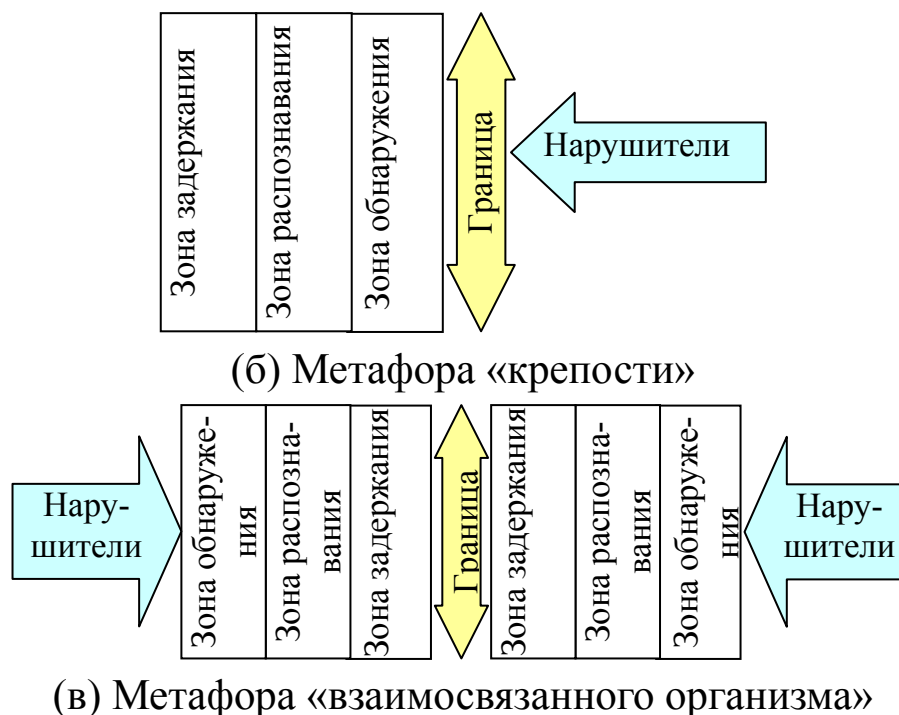 Зона задержания
Зона распознавания
Зона обнаружения
Граница
Нарушители
(б) Метафора «крепости»
Нару-
шители
Зона обнаруже-
ния
Зона распозна-
вания
Зона задержания
Граница
Зона задержания
Зона распозна-
вания
Зона обнаруже-
ния
Нару-
шители
(в) Метафора «взаимосвязанного организма»